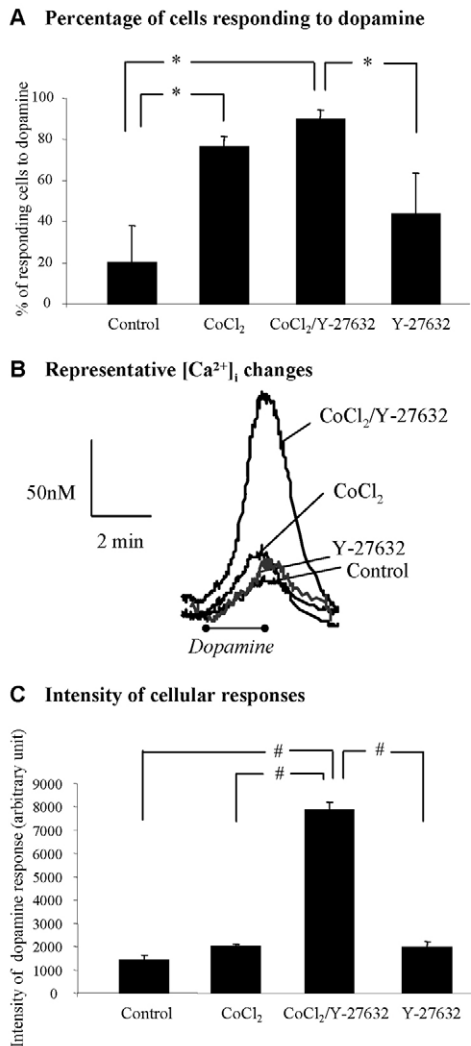 A Percentage of cells responding to dopamine
*
*
*
% of responding cells to dopamine
100
80
60
40
20
0
Control
CoCl₂
CoCl₂/Y-27632
Y-27632
B Representative [Ca²⁺]ᵢ changes
CoCl₂/Y-27632
50nM
2 min
CoCl₂
Y-27632
Control
Dopamine
C Intensity of cellular responses
#
#
#
Intensity of dopamine response (arbitrary unit)
9000
8000
7000
6000
5000
4000
3000
2000
1000
0
Control
CoCl₂
CoCl₂/Y-27632
Y-27632